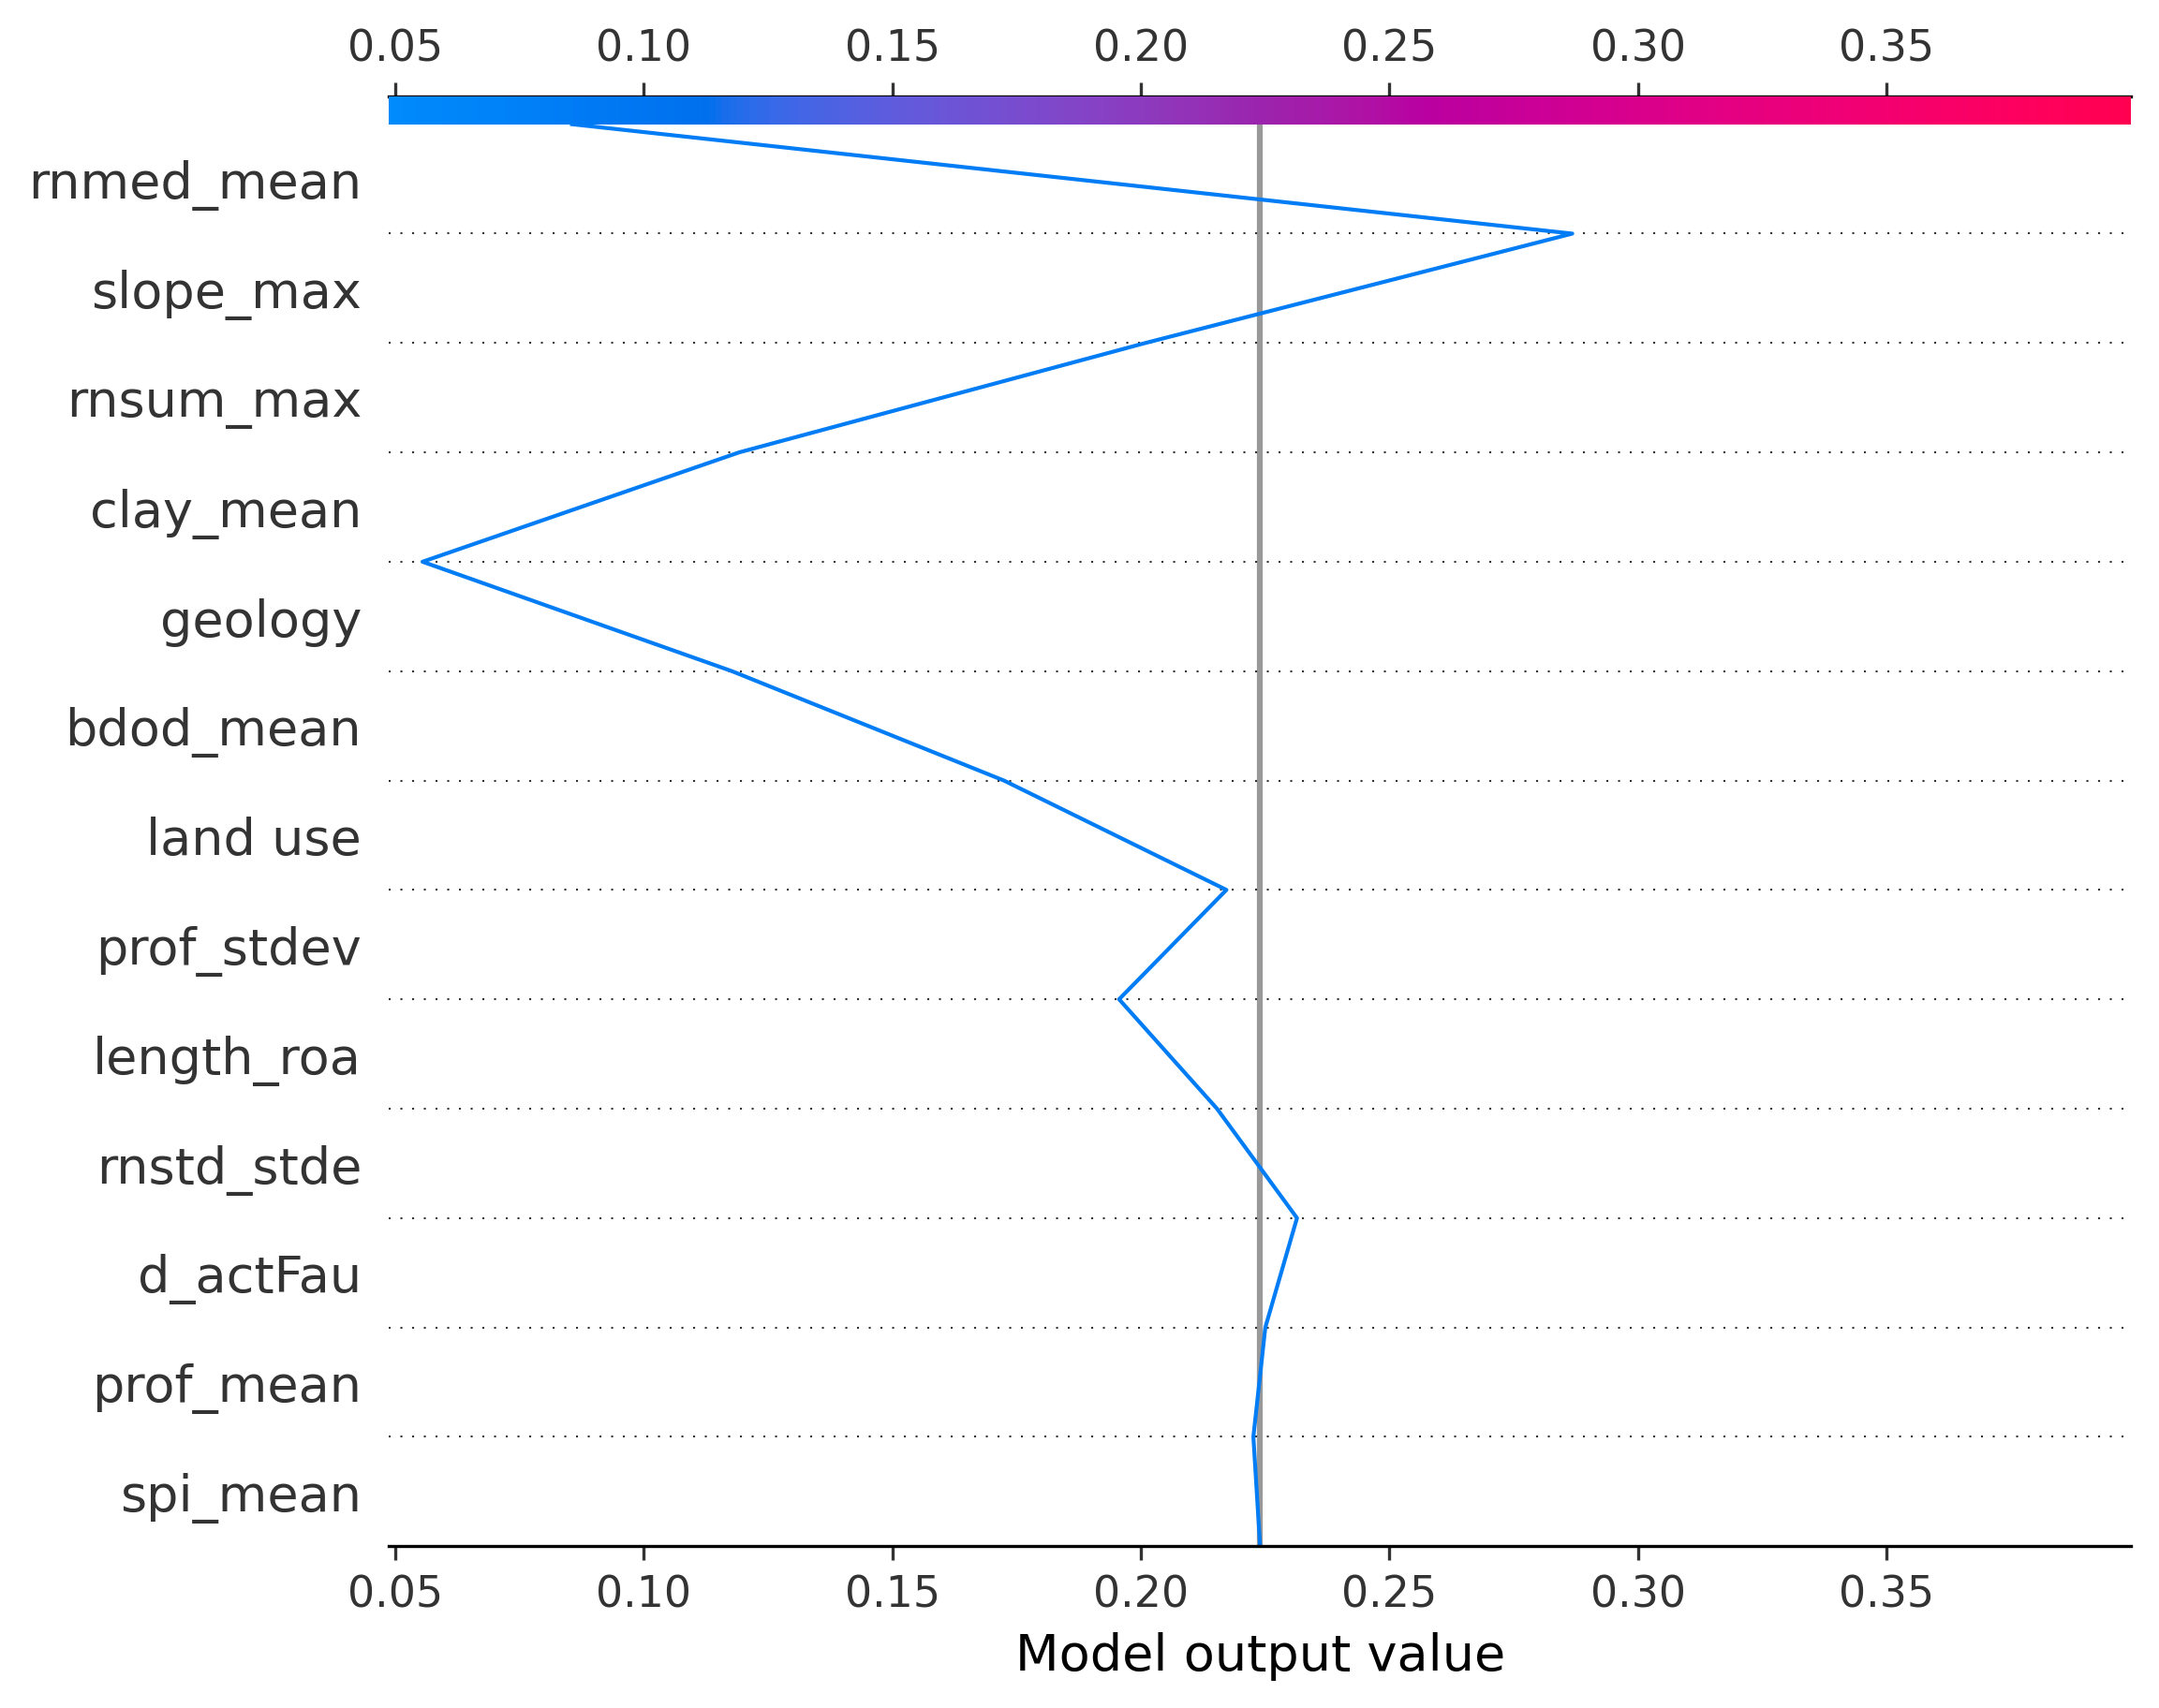 0.05 0.10 0.15 0.20 0.25 0.30 0.35
rnmed_mean
slope_max
rnsum_max
clay_mean
geology
bdod_mean
land use
prof_stdev
length_roa
rnstd_stde
d_actFau
prof_mean
spi_mean
0.05 0.10 0.15 0.20 0.25 0.30 0.35
Model output value